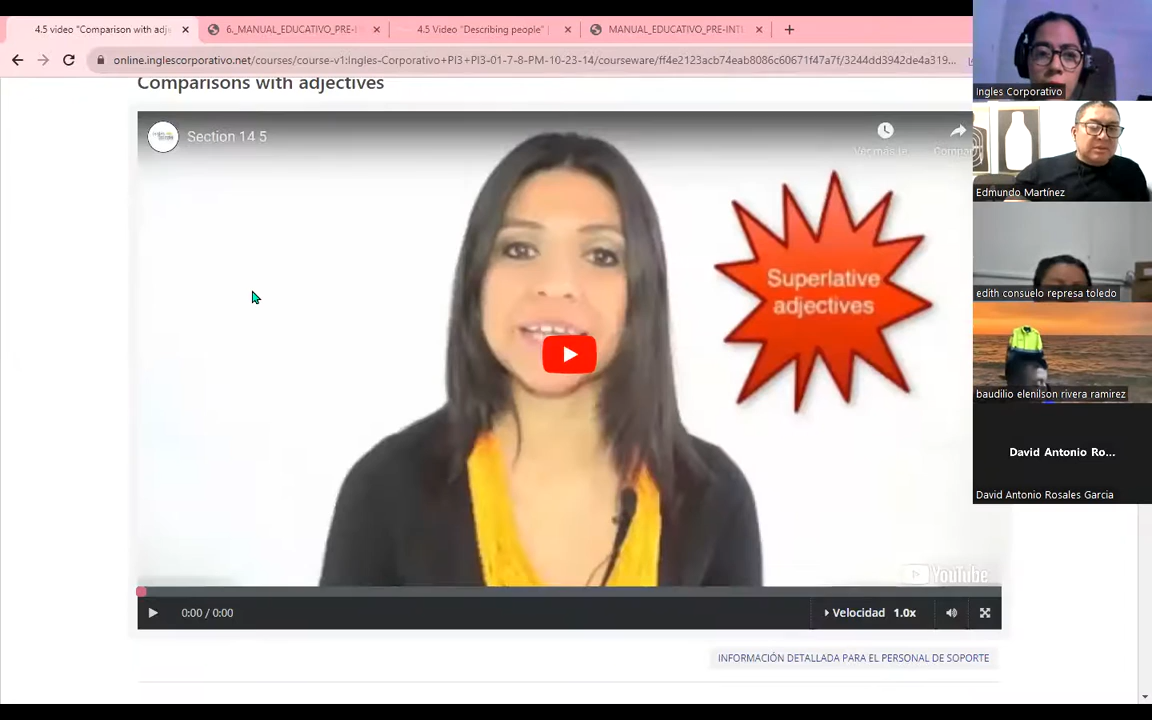 4.5 video "Comparison with adj
6._MANUAL_EDUCATIVO_PRE-I
4.5 Video "Describing people" |
MANUAL_EDUCATIVO_PRE-INT
online.inglescorporativo.net/courses/course-v1:Ingles-Corporativo+PI3+PI3-01-7-8-PM-10-23-14/courseware/ff4e2123acb74eab8086c60671f47a7f/3244dd3942de4a319...
Comparisons with adjectives
Section 14 5
Ver más ta
Compar
Superlative
adjectives
YouTube
0:00 / 0:00
Velocidad 1.0x
INFORMACIÓN DETALLADA PARA EL PERSONAL DE SOPORTE
Ingles Corporativo
Edmundo Martínez
edith consuelo represa toledo
baudilio elenilson rivera ramirez
David Antonio Ro...
David Antonio Rosales Garcia